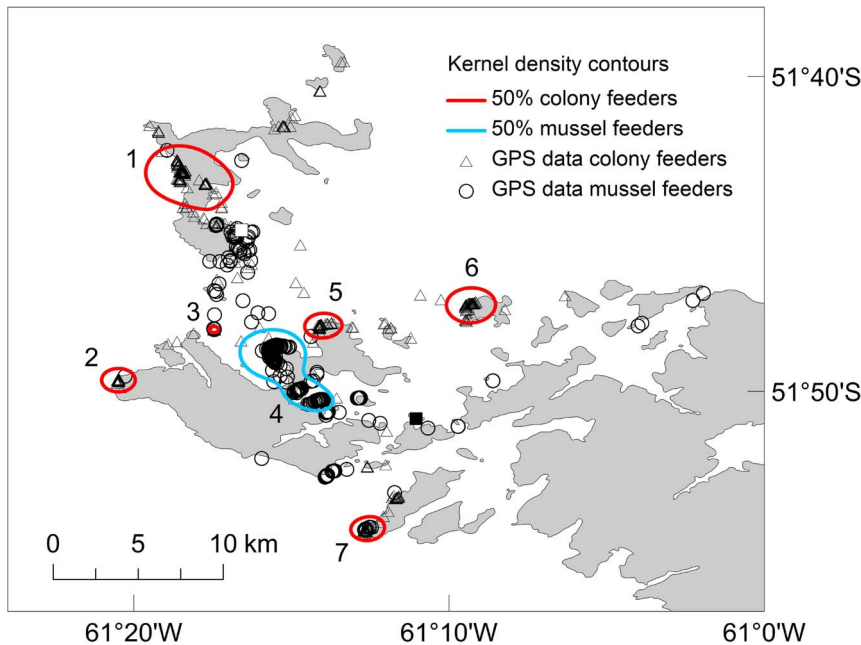 Kernel density contours
50% colony feeders
50% mussel feeders
GPS data colony feeders
GPS data mussel feeders
51°40'S
51°50'S
1
2
3
4
5
6
7
0 5 10 km
61°20'W 61°10'W 61°0'W